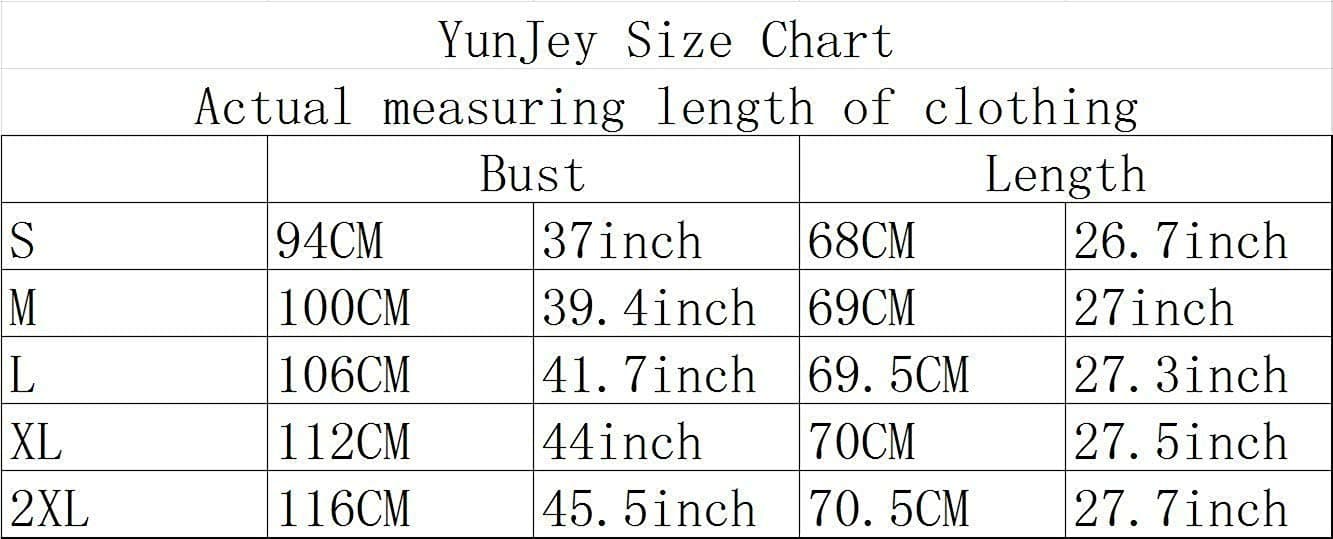 YunJey Size Chart
Actual measuring length of clothing
Bust Length
S 94CM 37inch 68CM 26.7inch
M 100CM 39.4inch 69CM 27inch
L 106CM 41.7inch 69.5CM 27.3inch
XL 112CM 44inch 70CM 27.5inch
2XL 116CM 45.5inch 70.5CM 27.7inch